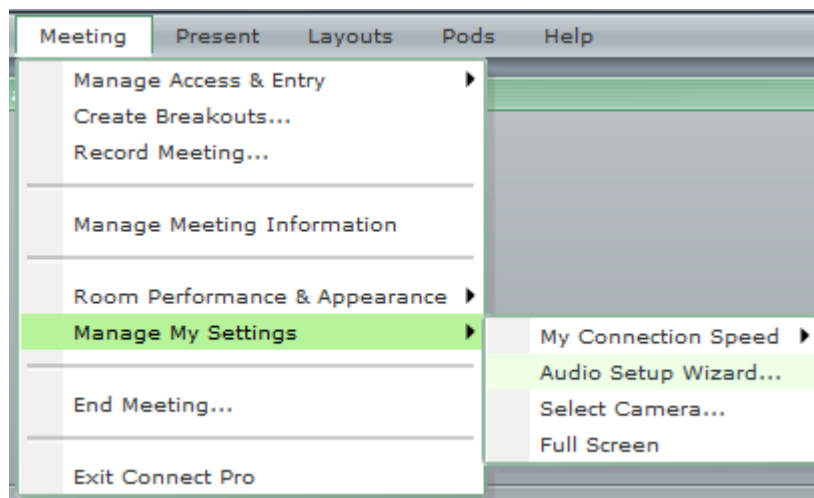 Meeting Present Layouts Pods Help
Manage Access & Entry
Create Breakouts...
Record Meeting...
Manage Meeting Information
Room Performance & Appearance
Manage My Settings
My Connection Speed
Audio Setup Wizard...
Select Camera...
Full Screen
End Meeting...
Exit Connect Pro